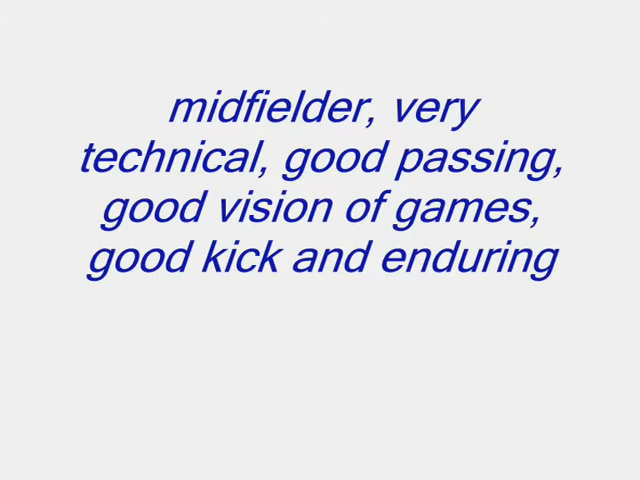 midfielder, very
technical, good passing,
good vision of games,
good kick and enduring